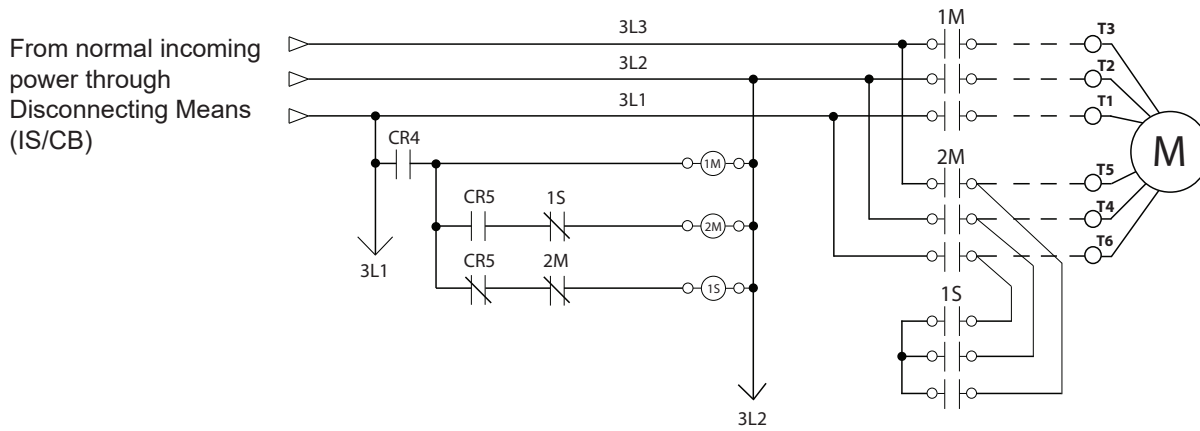 From normal incoming
power through
Disconnecting Means
(IS/CB)
3L3
3L2
3L1
1M
T3
T2
T1
M
CR4
1M
2M
T5
T4
T6
CR5
1S
2M
CR5
2M
1S
3L1
1S
3L2